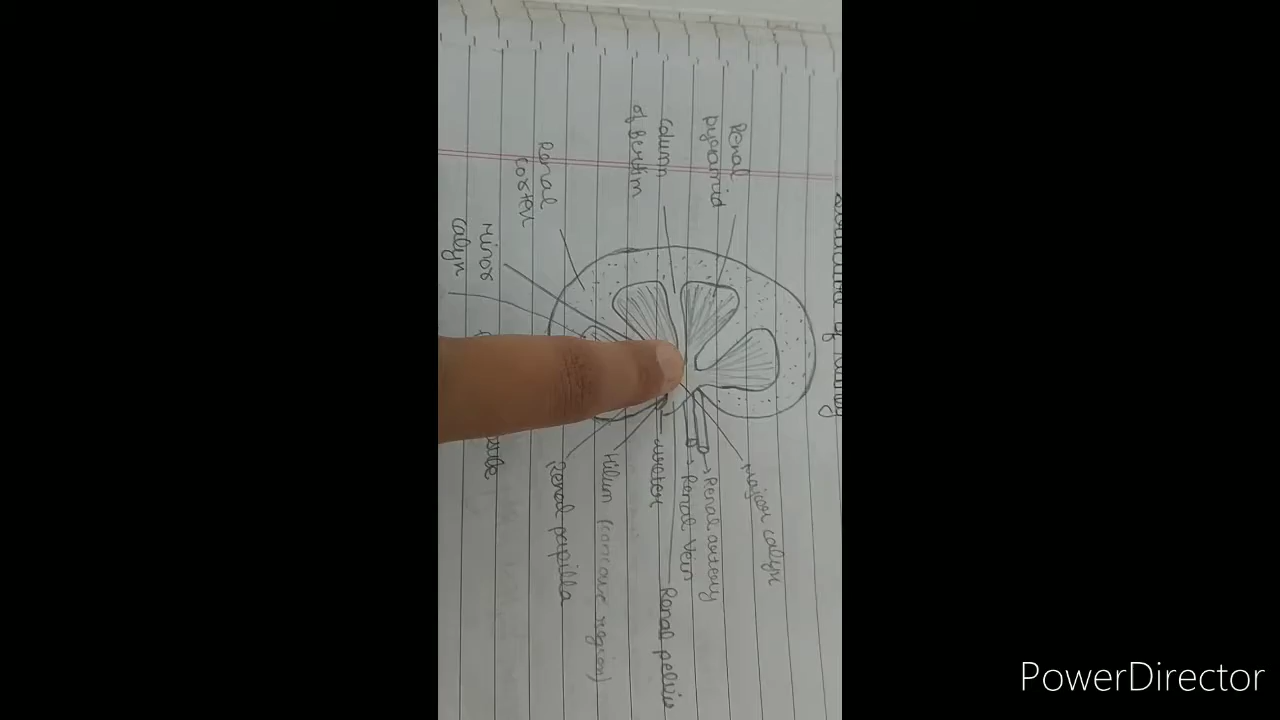 Renal
pyramid
Column
of Bertim
Renal
Cortex
Minor
calyx
Major calyx
→ Renal artery
→ Renal Vein
Renal pelvis
ureter
Hilum (concave region)
Renal papilla
PowerDirector